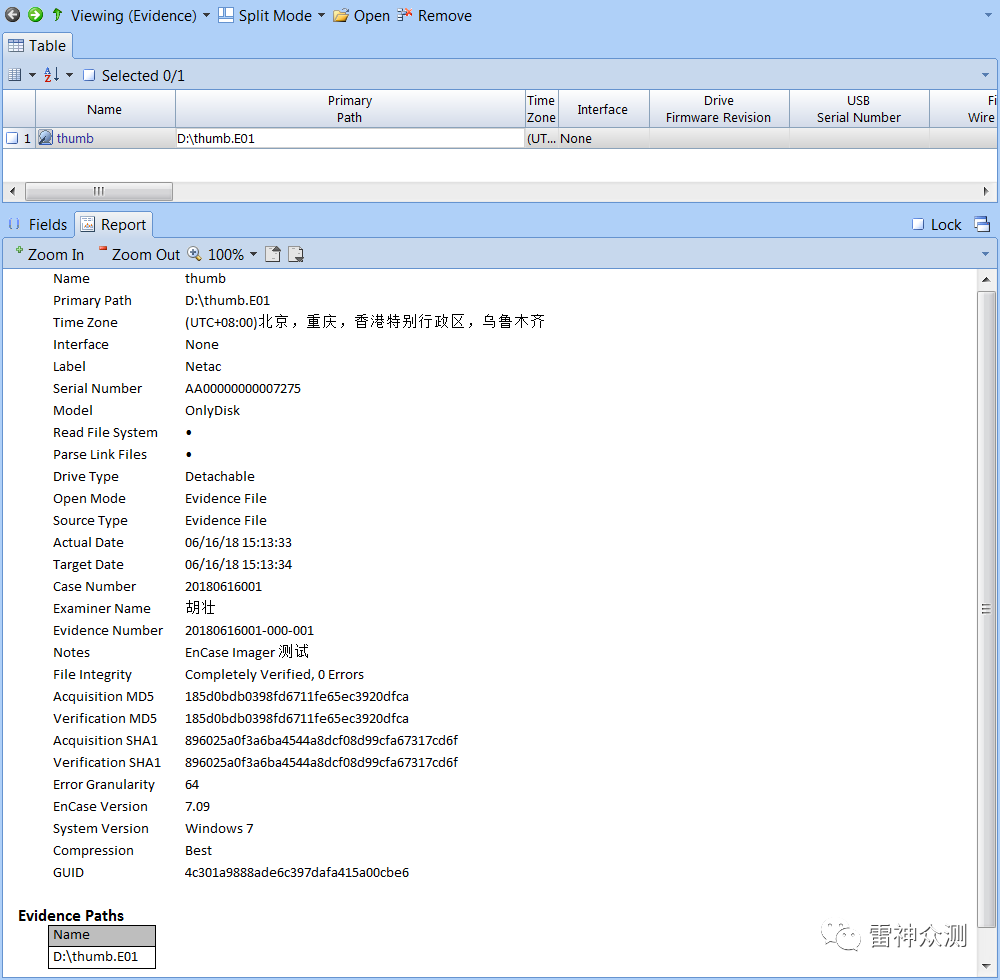 Viewing (Evidence) Split Mode Open Remove
Table
Selected 0/1
Name Primary Path Time Zone Interface Drive Firmware Revision USB Serial Number Fi Wire
1 thumb D:\thumb.E01 (UT... None
Fields Report Lock
Zoom In Zoom Out 100%
Name thumb
Primary Path D:\thumb.E01
Time Zone (UTC+08:00)北京，重庆，香港特别行政区，乌鲁木齐
Interface None
Label Netac
Serial Number AA00000000007275
Model OnlyDisk
Read File System •
Parse Link Files •
Drive Type Detachable
Open Mode Evidence File
Source Type Evidence File
Actual Date 06/16/18 15:13:33
Target Date 06/16/18 15:13:34
Case Number 20180616001
Examiner Name 胡壮
Evidence Number 20180616001-000-001
Notes EnCase Imager 测试
File Integrity Completely Verified, 0 Errors
Acquisition MD5 185d0bdb0398fd6711fe65ec3920dfca
Verification MD5 185d0bdb0398fd6711fe65ec3920dfca
Acquisition SHA1 896025a0f3a6ba4544a8dcf08d99cfa67317cd6f
Verification SHA1 896025a0f3a6ba4544a8dcf08d99cfa67317cd6f
Error Granularity 64
EnCase Version 7.09
System Version Windows 7
Compression Best
GUID 4c301a9888ade6c397dafa415a00cbe6
Evidence Paths
Name
D:\thumb.E01
雷神众测